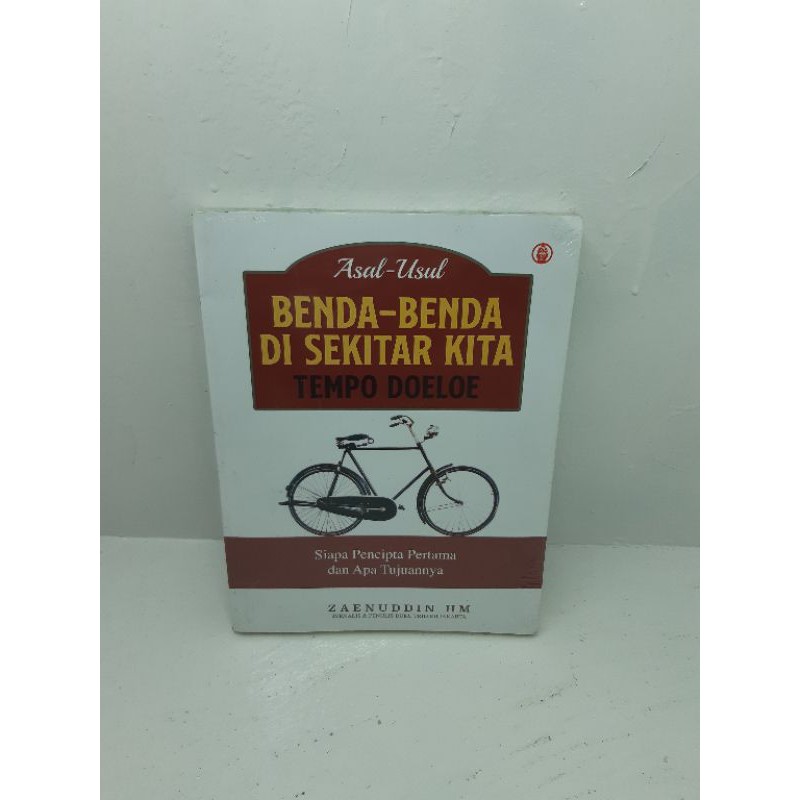 Asal-Usul
BENDA-BENDA
DI SEKITAR KITA
TEMPO DOELOE
Siapa Pencipta Pertama
dan Apa Tujuannya
ZAENUDDIN HM